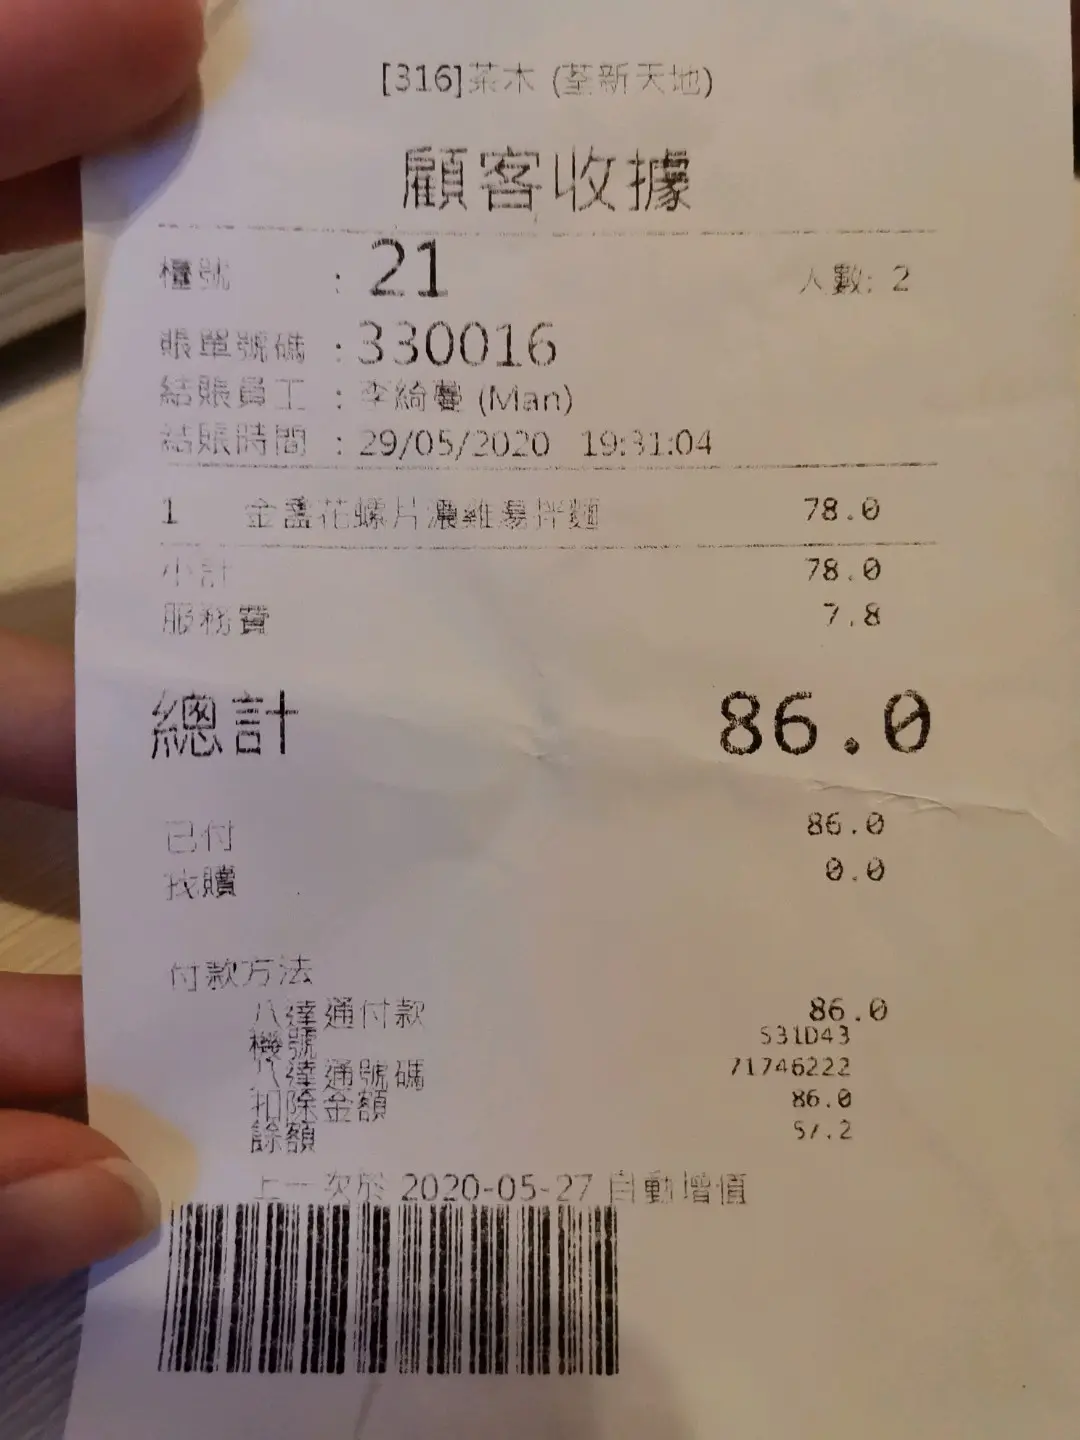 [316]茶木 (荃新天地)
顧客收據
檯號 : 21 人數: 2
賬單號碼 : 330016
結賬員工 : 李綺蔓 (Man)
結賬時間 : 29/05/2020 19:31:04
1 金盞花螺片濃雞湯拌麵 78.0
小計 78.0
服務費 7.8
總計 86.0
已付 86.0
找贖 0.0
付款方法
八達通付款 86.0
機號 531D43
八達通號碼 71746222
扣除金額 86.0
餘額 57.2
上一次於 2020-05-27 自動增值